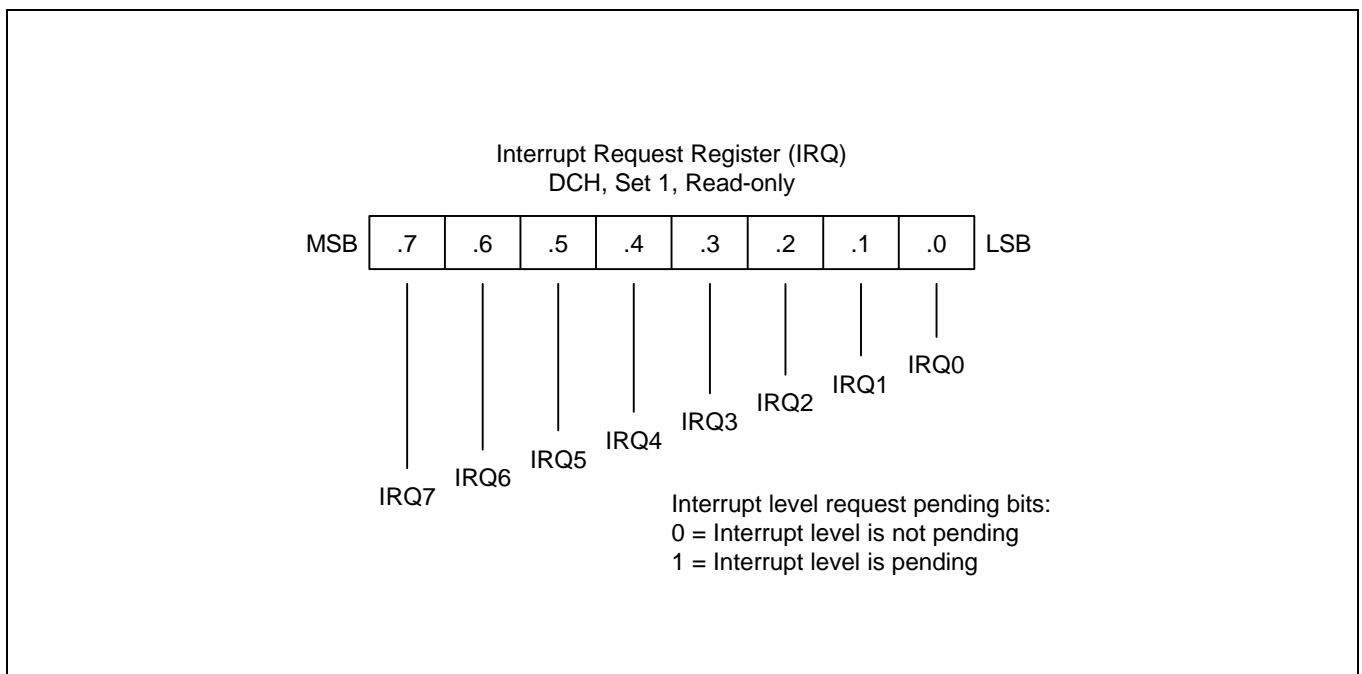 Interrupt Request Register (IRQ)
DCH, Set 1, Read-only
MSB .7 .6 .5 .4 .3 .2 .1 .0 LSB
IRQ0
IRQ1
IRQ2
IRQ3
IRQ4
IRQ5
IRQ6
IRQ7
Interrupt level request pending bits:
0 = Interrupt level is not pending
1 = Interrupt level is pending